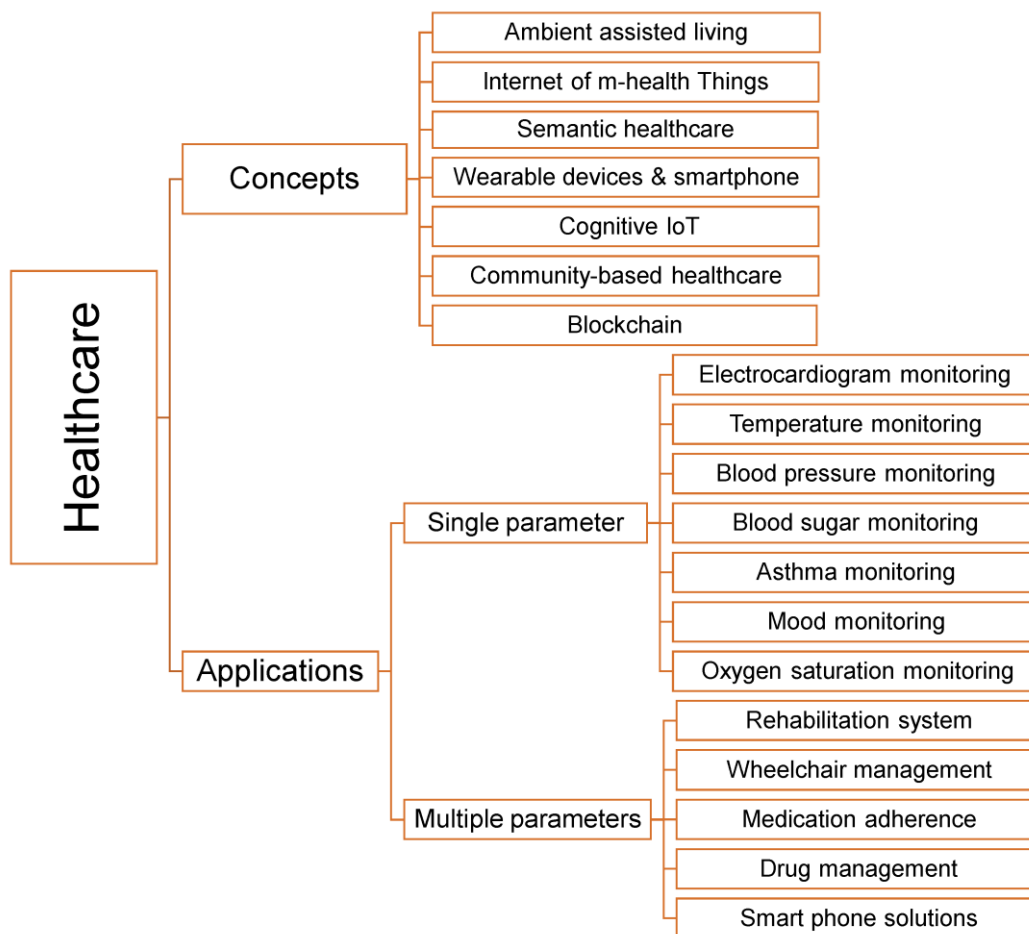 Healthcare
Concepts
Ambient assisted living
Internet of m-health Things
Semantic healthcare
Wearable devices & smartphone
Cognitive IoT
Community-based healthcare
Blockchain
Applications
Single parameter
Electrocardiogram monitoring
Temperature monitoring
Blood pressure monitoring
Blood sugar monitoring
Asthma monitoring
Mood monitoring
Oxygen saturation monitoring
Multiple parameters
Rehabilitation system
Wheelchair management
Medication adherence
Drug management
Smart phone solutions